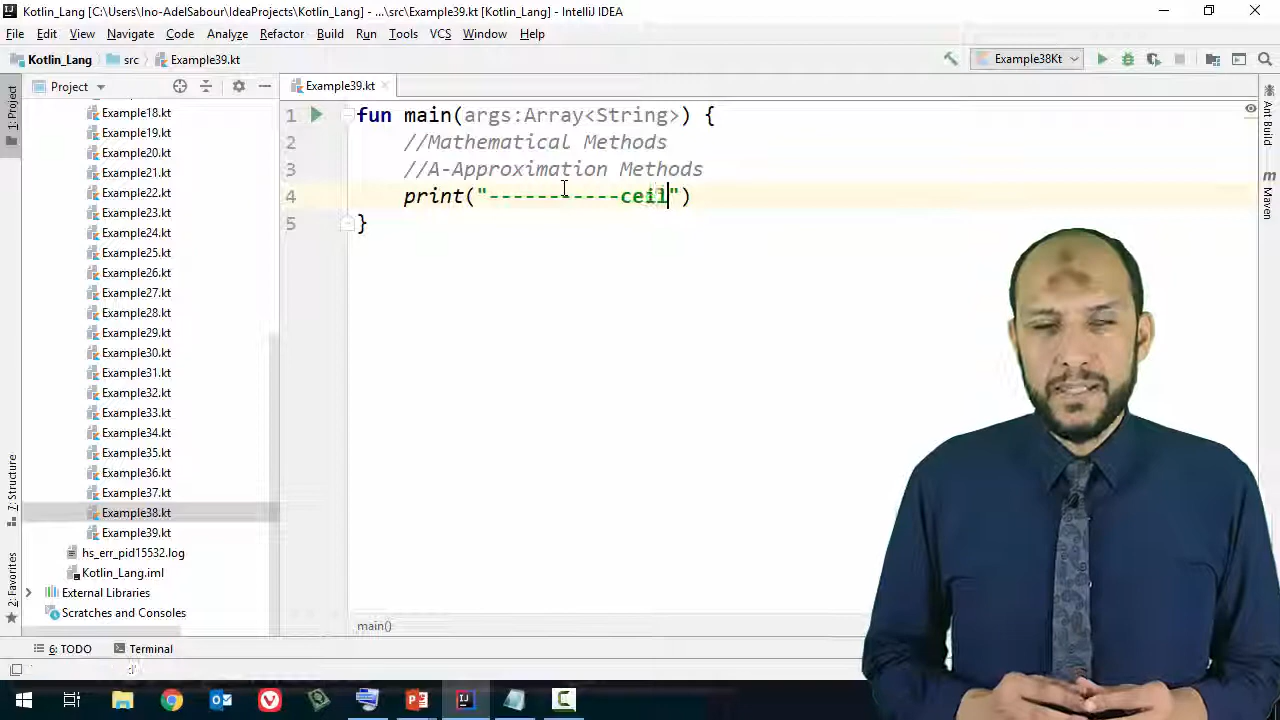 Kotlin_Lang [C:\Users\Ino-AdelSabour\IdeaProjects\Kotlin_Lang] - ...\src\Example39.kt [Kotlin_Lang] - IntelliJ IDEA
File Edit View Navigate Code Analyze Refactor Build Run Tools VCS Window Help
Kotlin_Lang src Example39.kt Example38Kt
1: Project
Project
Example39.kt
Example18.kt
Example19.kt
Example20.kt
Example21.kt
Example22.kt
Example23.kt
Example24.kt
Example25.kt
Example26.kt
Example27.kt
Example28.kt
Example29.kt
Example30.kt
Example31.kt
Example32.kt
Example33.kt
Example34.kt
Example35.kt
Example36.kt
Example37.kt
Example38.kt
Example39.kt
hs_err_pid15532.log
Kotlin_Lang.iml
External Libraries
Scratches and Consoles
1 fun main(args:Array<String>) {
2 //Mathematical Methods
3 //A-Approximation Methods
4 print("-----------ceil")
5 }
main()
Ant Build
m Maven
7: Structure
2: Favorites
6: TODO Terminal